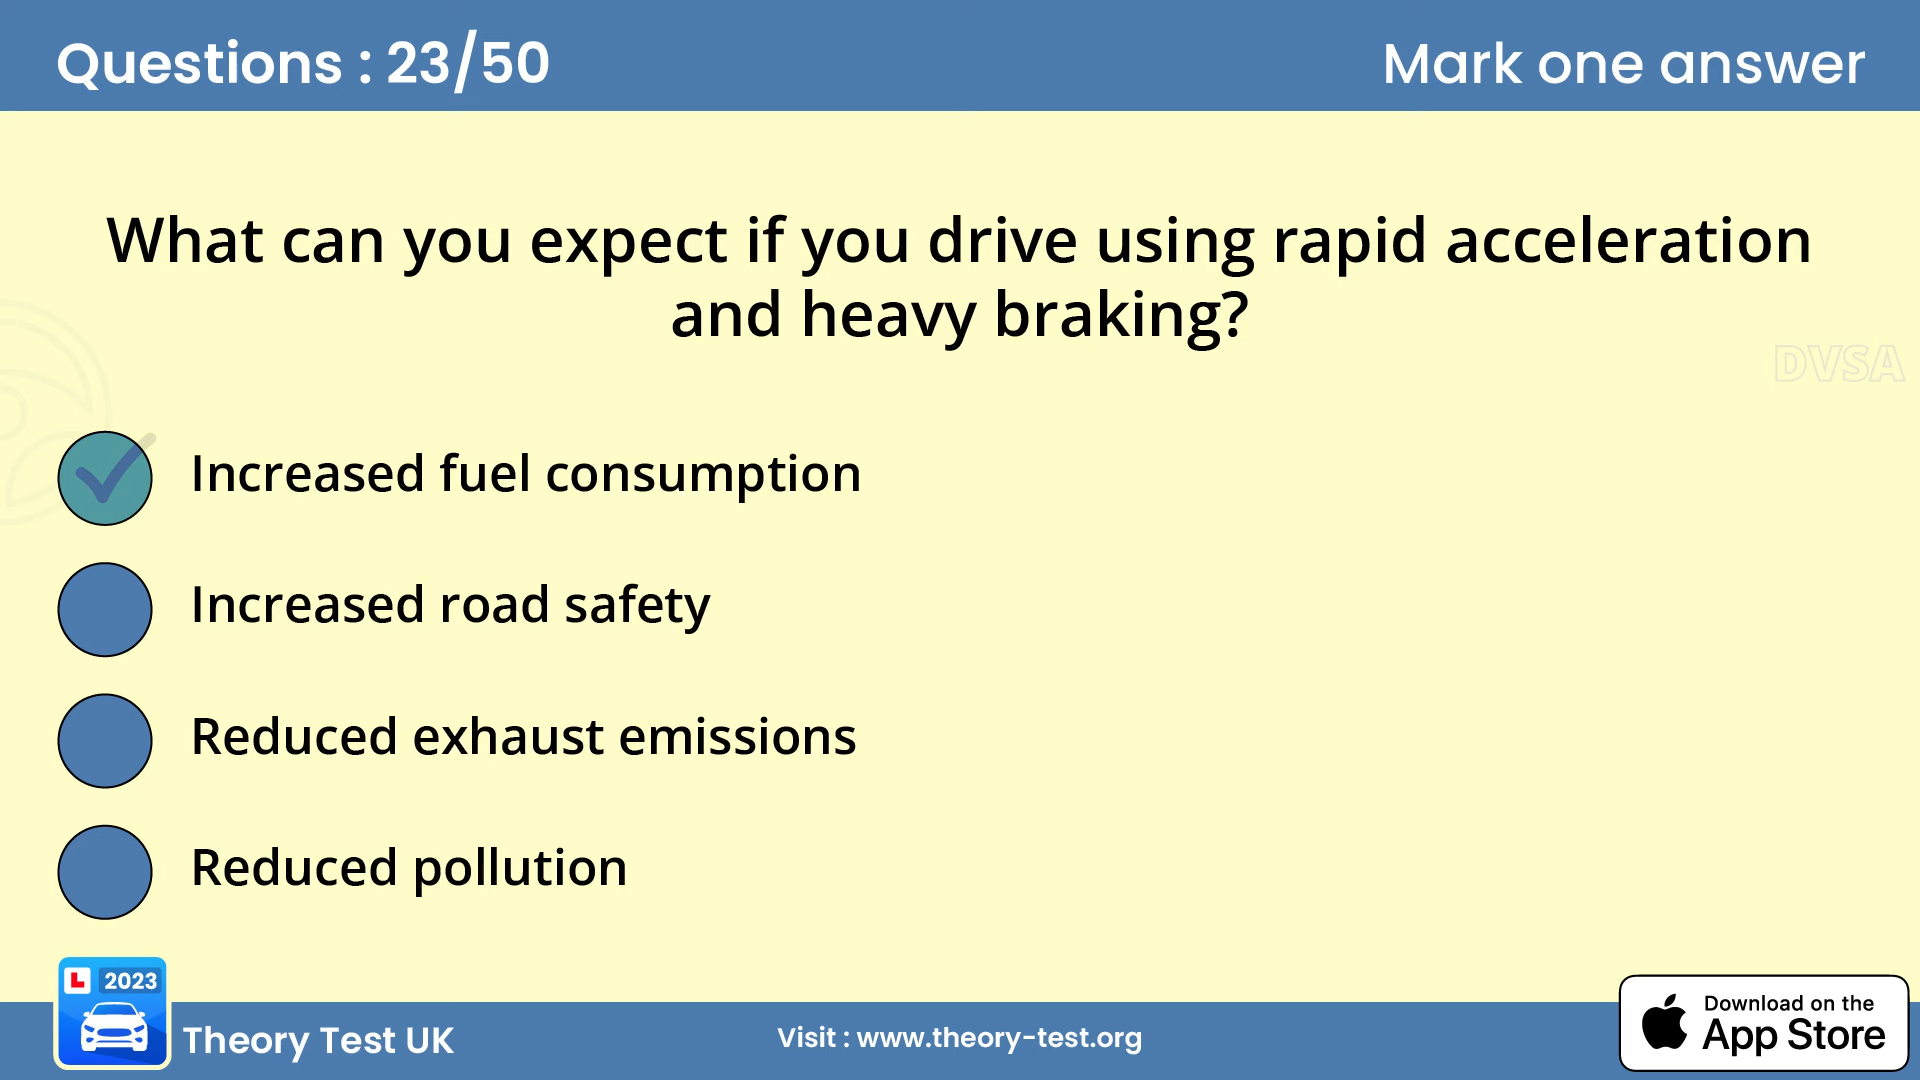 Questions : 23/50
Mark one answer
What can you expect if you drive using rapid acceleration
and heavy braking?
DVSA
Increased fuel consumption
Increased road safety
Reduced exhaust emissions
Reduced pollution
L 2023
Theory Test UK
Visit : www.theory-test.org
Download on the
App Store